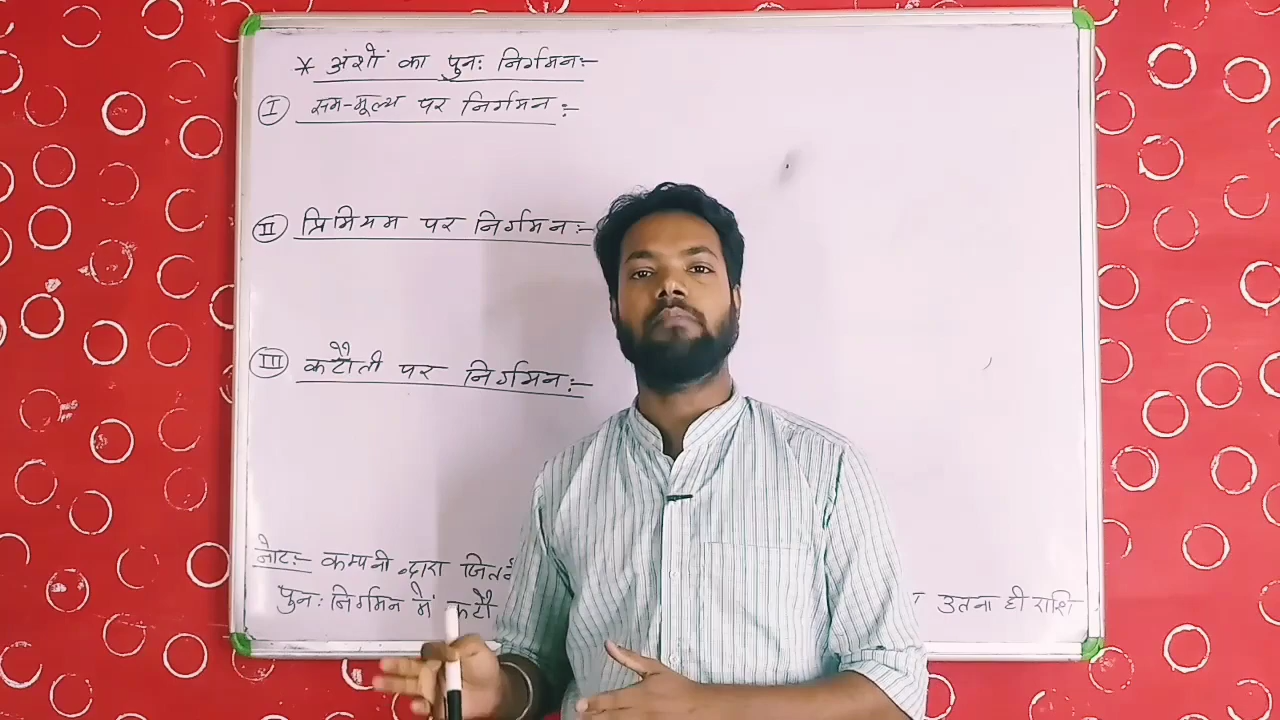 * अंशों का पुनः निर्गमन:-
I सम-मूल्य पर निर्गमन :-
II प्रिमियम पर निर्गमन :-
III कटौती पर निर्गमन :-
नोट:- कम्पनी द्वारा
पुनः निर्गमन में उतना ही राशि